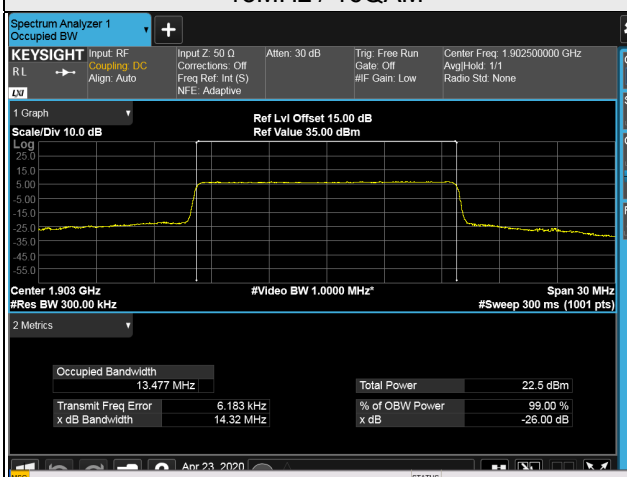 Spectrum Analyzer 1
Occupied BW
+
KEYSIGHT
RL
LXI
Input: RF
Coupling: DC
Align: Auto
Input Z: 50 Ω
Corrections: Off
Freq Ref: Int (S)
NFE: Adaptive
Atten: 30 dB
Trig: Free Run
Gate: Off
#IF Gain: Low
Center Freq: 1.902500000 GHz
Avg|Hold: 1/1
Radio Std: None
1 Graph
Scale/Div 10.0 dB
Ref Lvl Offset 15.00 dB
Ref Value 35.00 dBm
Log
25.0
15.0
5.00
-5.00
-15.0
-25.0
-35.0
-45.0
-55.0
Center 1.903 GHz
#Video BW 1.0000 MHz*
Span 30 MHz
#Res BW 300.00 kHz
#Sweep 300 ms (1001 pts)
2 Metrics
Occupied Bandwidth
13.477 MHz
Total Power 22.5 dBm
Transmit Freq Error 6.183 kHz
% of OBW Power 99.00 %
x dB Bandwidth 14.32 MHz
x dB -26.00 dB
Apr 23, 2020
MSG
STATUS